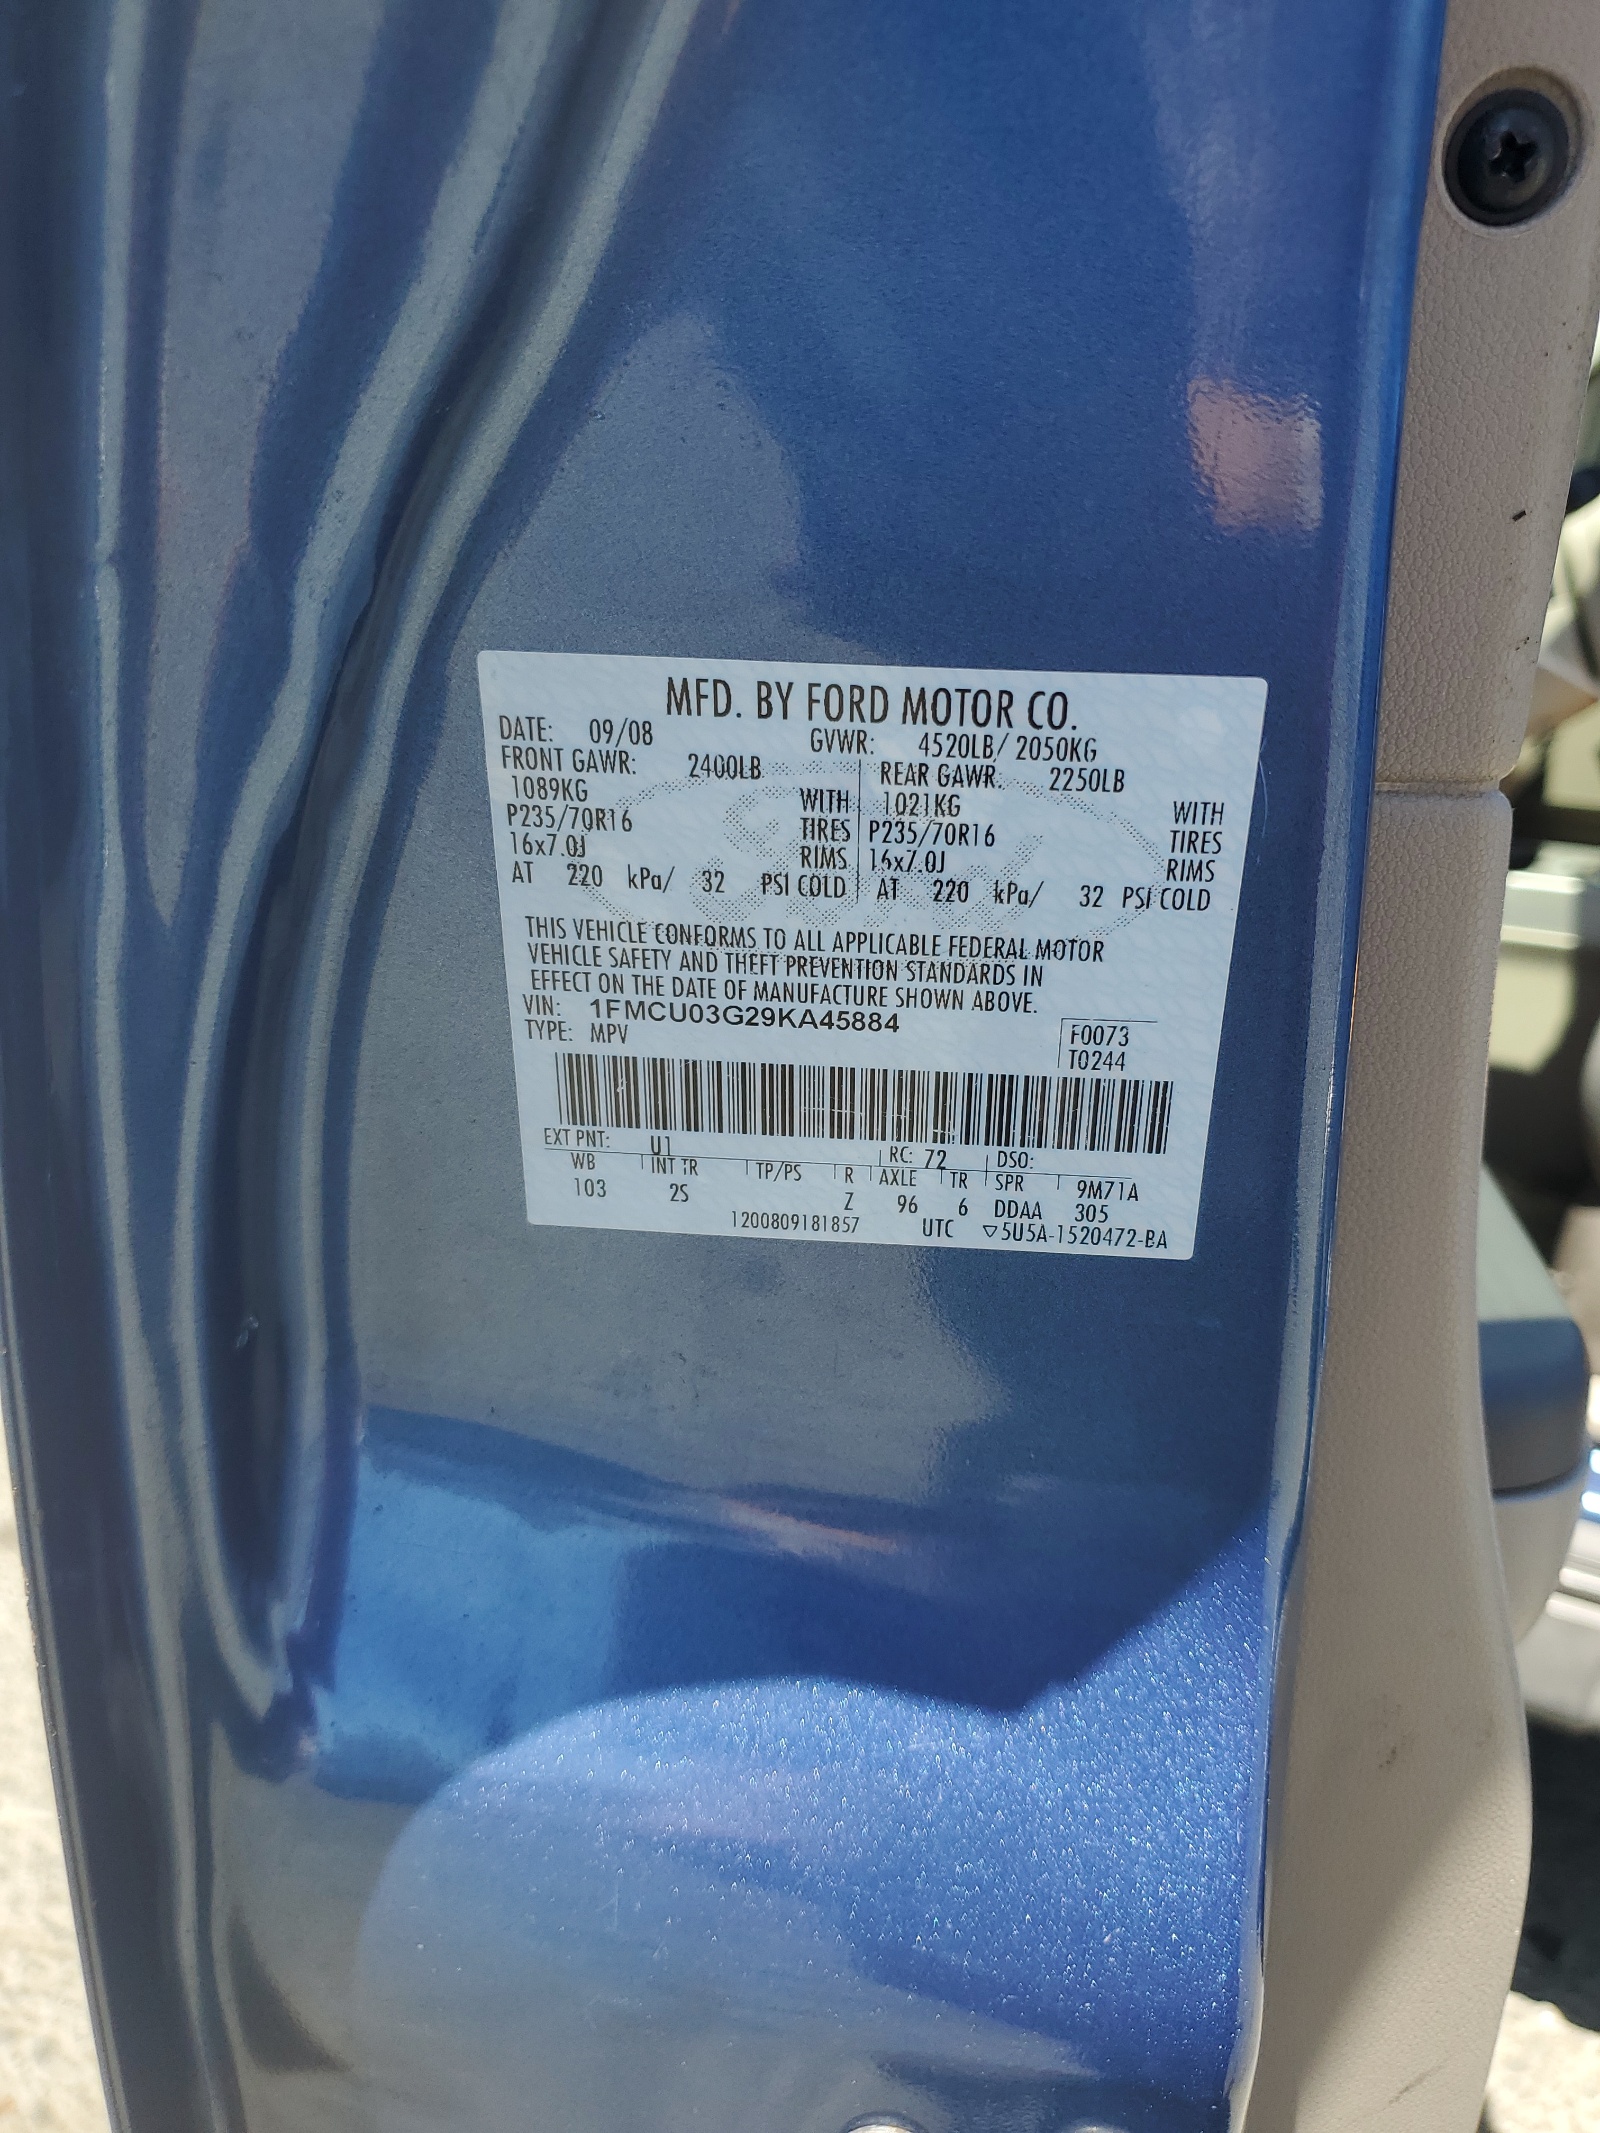 MFD. BY FORD MOTOR CO.
DATE: 09/08 GVWR: 4520LB/ 2050KG
FRONT GAWR: 2400LB REAR GAWR: 2250LB
1089KG WITH 1021KG WITH
P235/70R16 TIRES P235/70R16 TIRES
16x7.0J RIMS 16x7.0J RIMS
AT 220 kPa/ 32 PSI COLD AT 220 kPa/ 32 PSI COLD
THIS VEHICLE CONFORMS TO ALL APPLICABLE FEDERAL MOTOR
VEHICLE SAFETY AND THEFT PREVENTION STANDARDS IN
EFFECT ON THE DATE OF MANUFACTURE SHOWN ABOVE.
VIN: 1FMCU03G29KA45884
TYPE: MPV
F0073
T0244
EXT PNT: U1 RC: 72 DSO:
WB INT TR TP/PS R AXLE TR SPR 9M71A
103 2S Z 96 6 DDAA 305
1200809181857 UTC ▽5U5A-1520472-BA